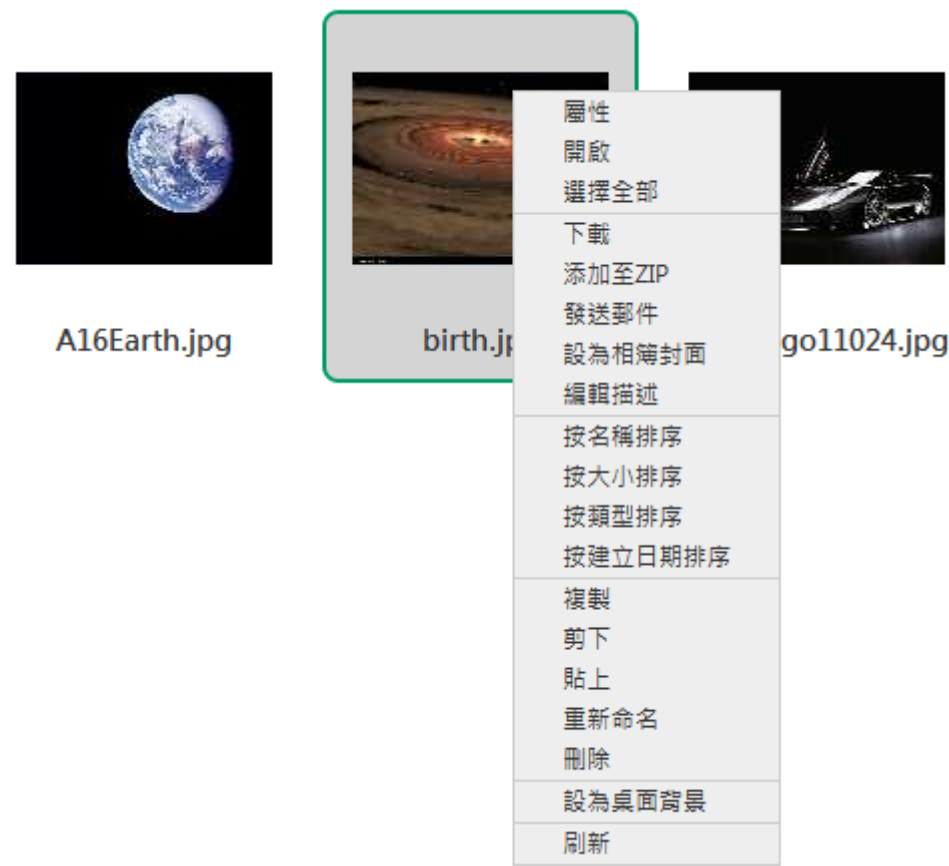 A16Earth.jpg
birth.jp
go11024.jpg
屬性
開啟
選擇全部
下載
添加至ZIP
發送郵件
設為相簿封面
編輯描述
按名稱排序
按大小排序
按類型排序
按建立日期排序
複製
剪下
貼上
重新命名
刪除
設為桌面背景
刷新